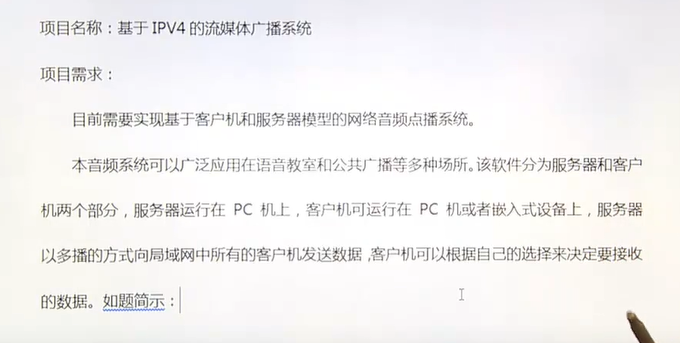 项目名称：基于 IPV4 的流媒体广播系统
项目需求：
目前需要实现基于客户机和服务器模型的网络音频点播系统。
本音频系统可以广泛应用在语音教室和公共广播等多种场所。该软件分为服务器和客户
机两个部分，服务器运行在 PC 机上，客户机可运行在 PC 机或者嵌入式设备上，服务器
以多播的方式向局域网中所有的客户机发送数据，客户机可以根据自己的选择来决定要接收
的数据。如题简示：